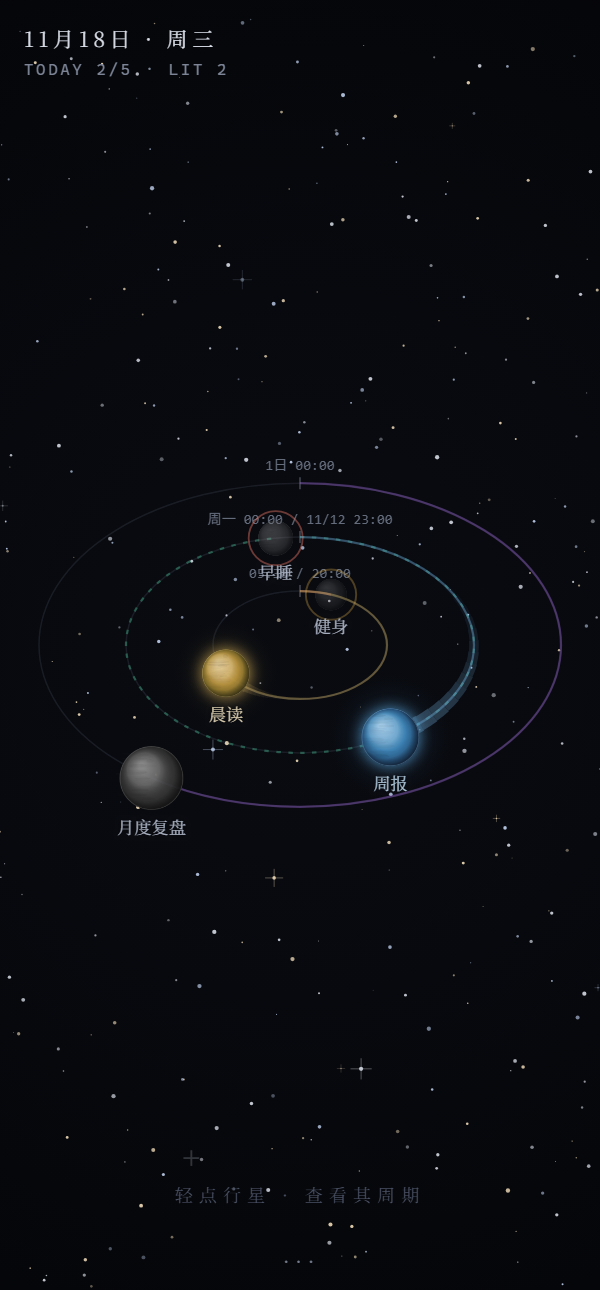 11月18日 · 周三
TODAY 2/5 · LIT 2
1日 00:00
周一 00:00 / 11/12 23:00
/ 20:00
早睡
健身
晨读
周报
月度复盘
轻点行星 · 查看其周期